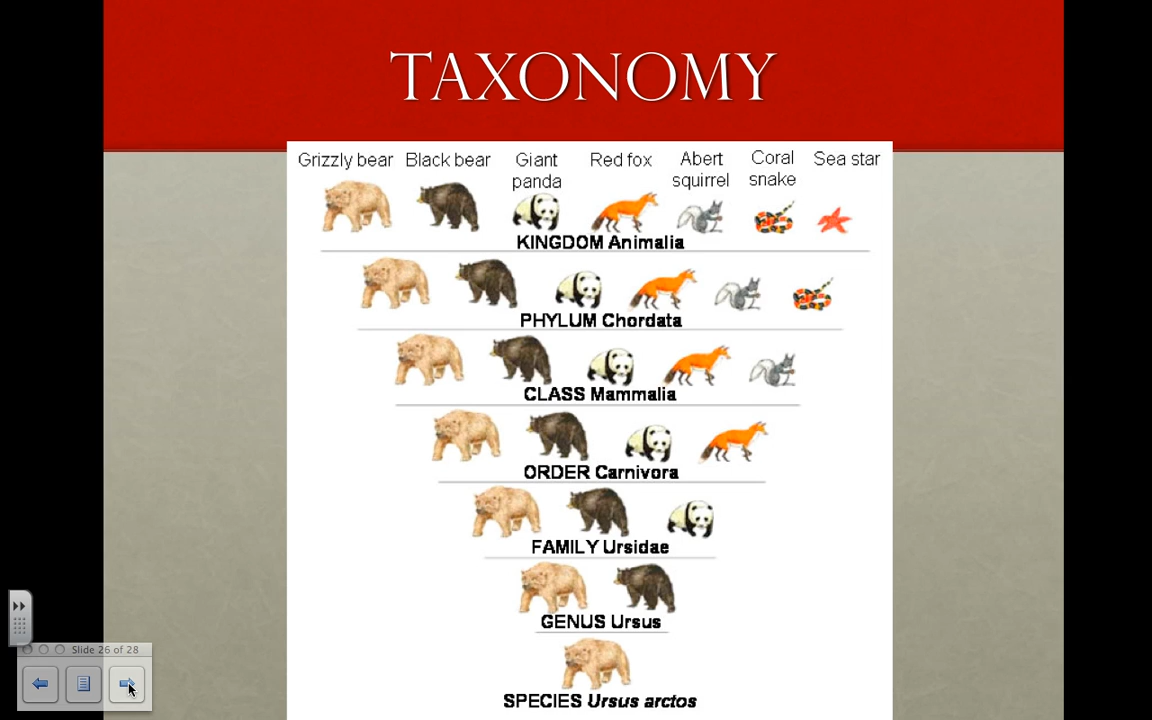 TAXONOMY
Grizzly bear Black bear Giant panda Red fox Abert squirrel Coral snake Sea star
KINGDOM Animalia
PHYLUM Chordata
CLASS Mammalia
ORDER Carnivora
FAMILY Ursidae
GENUS Ursus
SPECIES Ursus arctos
Slide 26 of 28